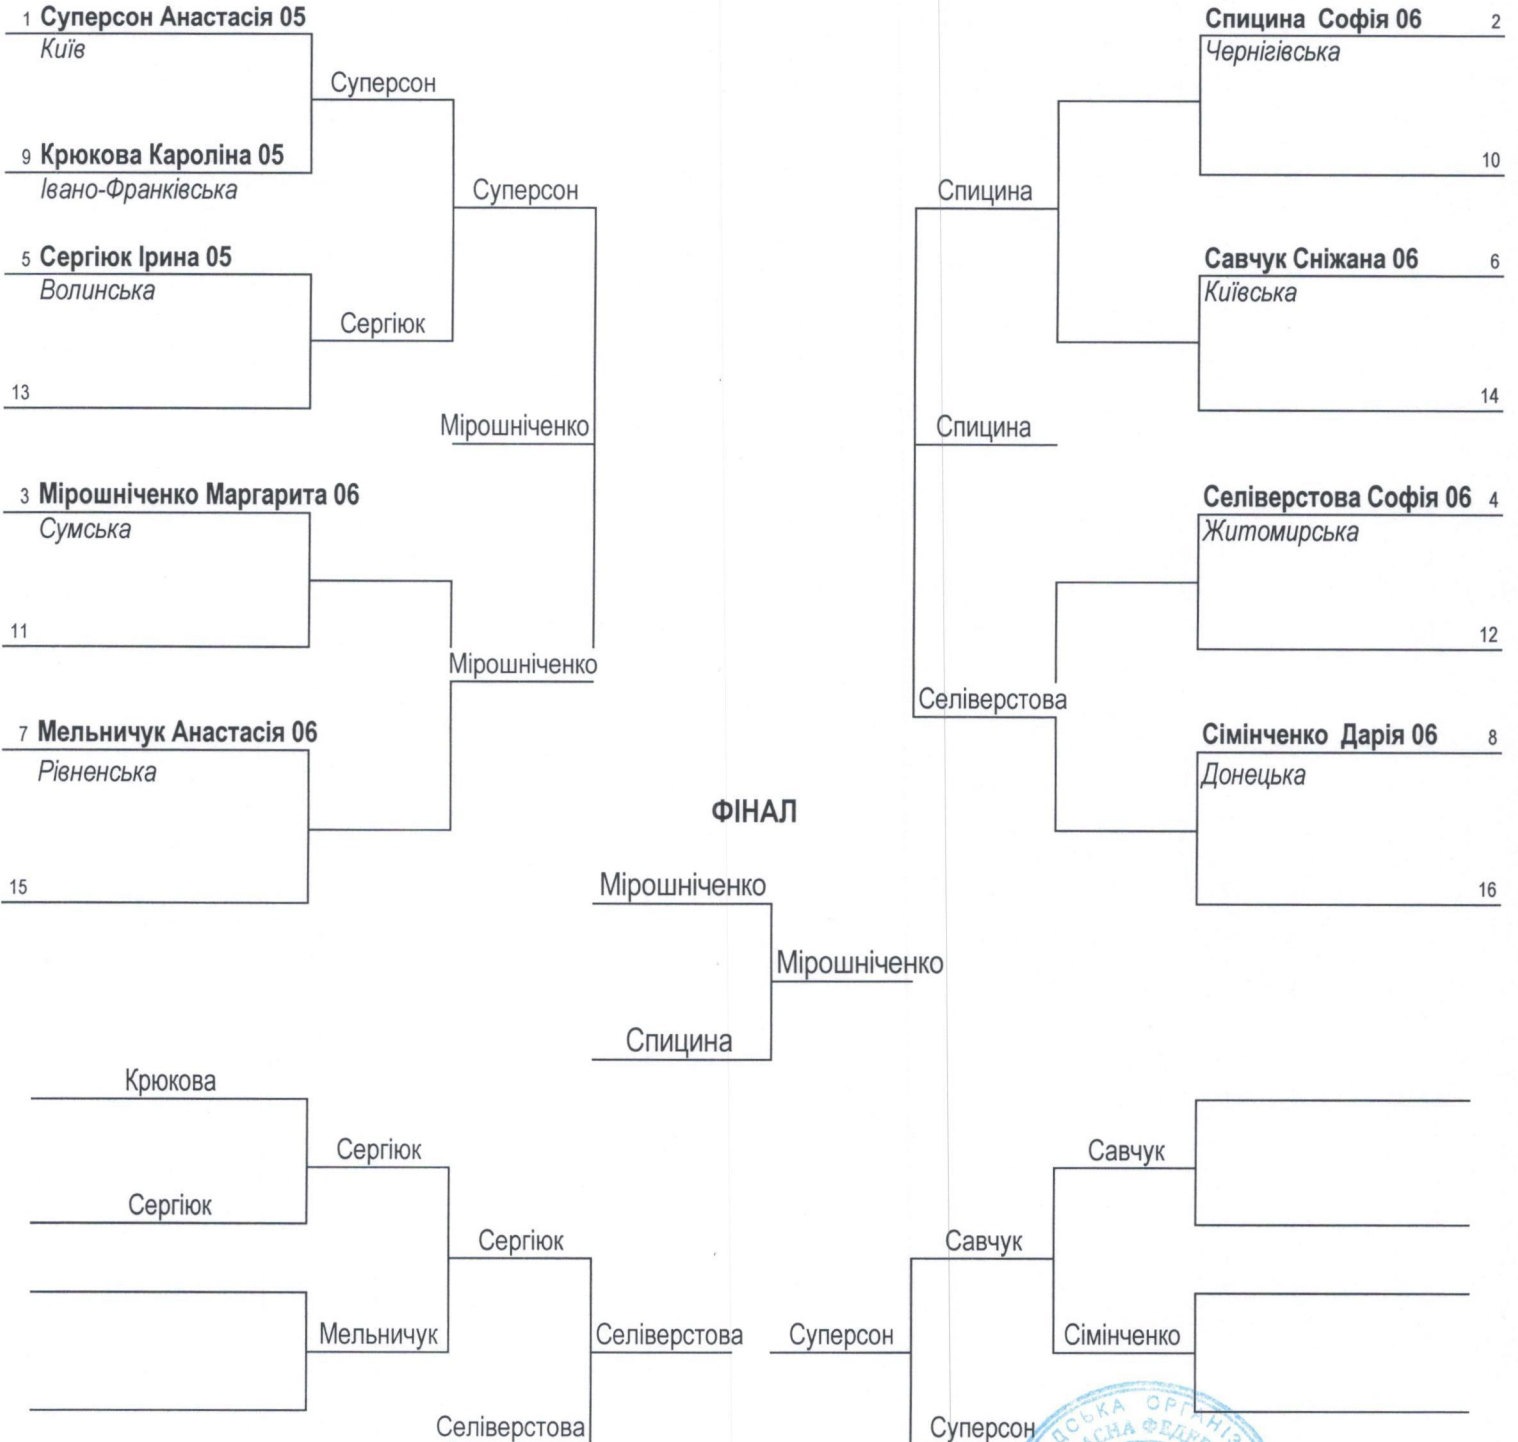 1 Суперсон Анастасія 05
Київ
Суперсон
9 Крюкова Кароліна 05
Івано-Франківська
Суперсон
5 Сергіюк Ірина 05
Волинська
Сергіюк
13
Мірошніченко
3 Мірошніченко Маргарита 06
Сумська
11
Мірошніченко
7 Мельничук Анастасія 06
Рівненська
15
Спицина Софія 06 2
Чернігівська
10
Спицина
Савчук Сніжана 06 6
Київська
14
Спицина
Селіверстова Софія 06 4
Житомирська
12
Селіверстова
Сімінченко Дарія 06 8
Донецька
16
ФІНАЛ
Мірошніченко
Мірошніченко
Спицина
Крюкова
Сергіюк
Сергіюк
Сергіюк
Мельничук
Селіверстова
Селіверстова
Савчук
Савчук
Суперсон
Сімінченко
Суперсон